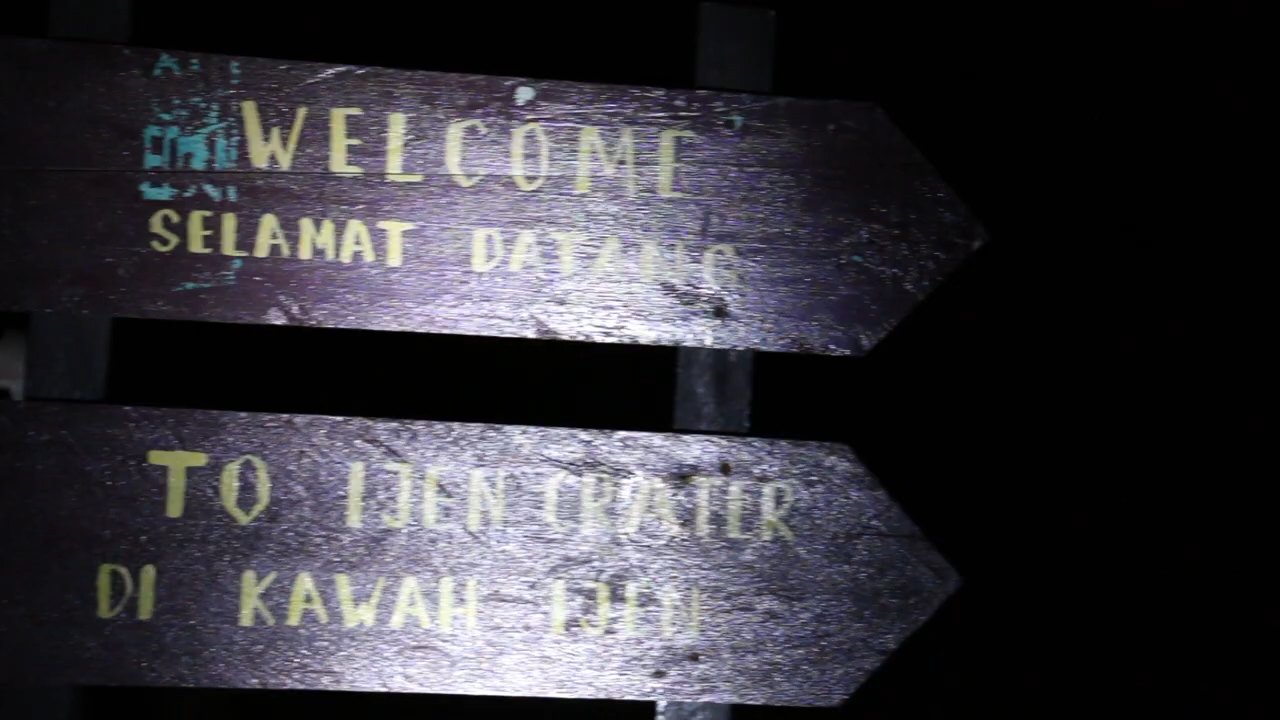 WELCOME
SELAMAT DATANG
TO IJEN CRATER
DI KAWAH IJEN